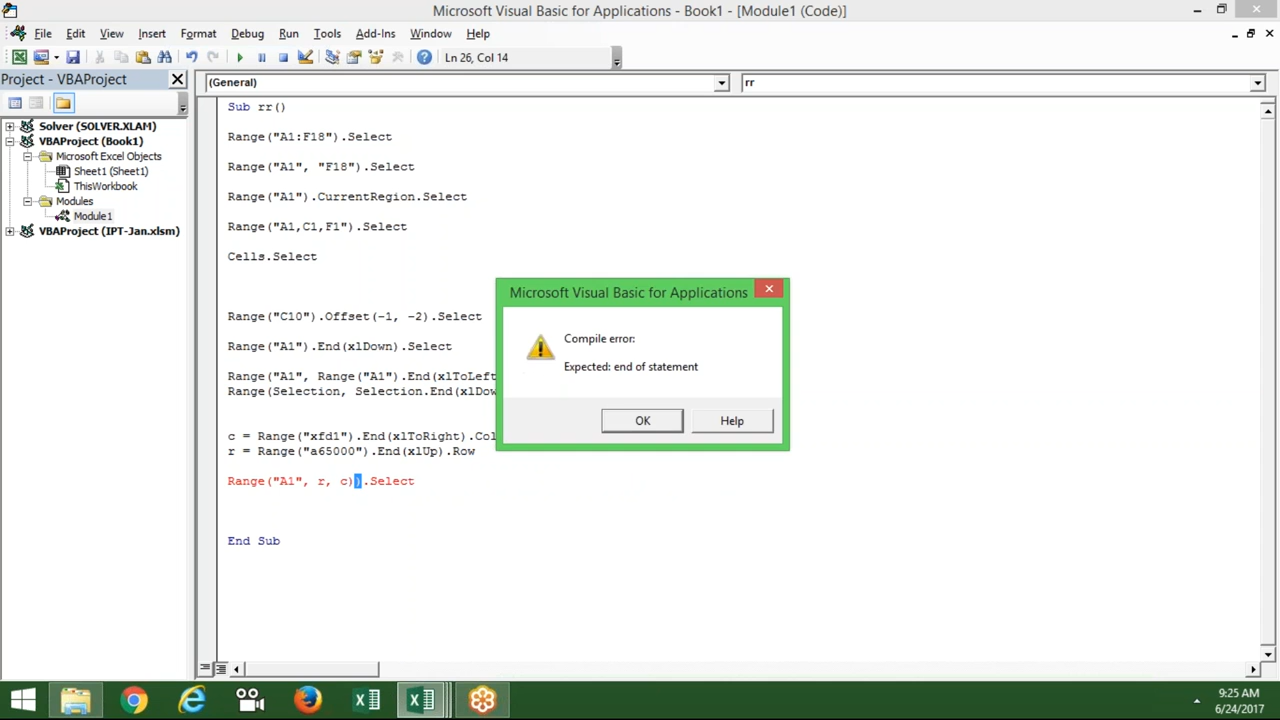 Microsoft Visual Basic for Applications - Book1 - [Module1 (Code)]
File Edit View Insert Format Debug Run Tools Add-Ins Window Help
Ln 26, Col 14
Project - VBAProject
(General) rr
Solver (SOLVER.XLAM)
VBAProject (Book1)
Microsoft Excel Objects
Sheet1 (Sheet1)
ThisWorkbook
Modules
Module1
VBAProject (IPT-Jan.xlsm)
Sub rr()
Range("A1:F18").Select
Range("A1", "F18").Select
Range("A1").CurrentRegion.Select
Range("A1,C1,F1").Select
Cells.Select
Range("C10").Offset(-1, -2).Select
Range("A1").End(xlDown).Select
Range("A1", Range("A1").End(xlToLeft
Range(Selection, Selection.End(xlDow
c = Range("xfd1").End(xlToRight).Col
r = Range("a65000").End(xlUp).Row
Range("A1", r, c)).Select
End Sub
Microsoft Visual Basic for Applications
Compile error:
Expected: end of statement
OK Help
9:25 AM
6/24/2017